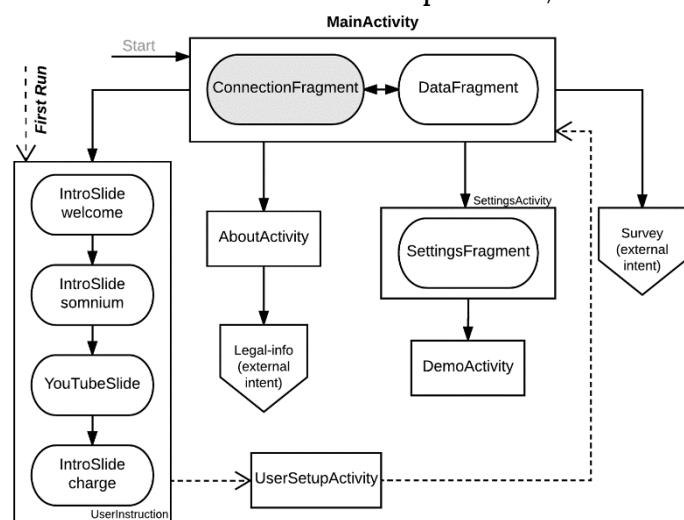 MainActivity
Start
ConnectionFragment
DataFragment
First Run
IntroSlide
welcome
IntroSlide
somnium
YouTubeSlide
IntroSlide
charge
UserInstruction
AboutActivity
Legal-info
(external
intent)
SettingsActivity
SettingsFragment
DemoActivity
Survey
(external
intent)
UserSetupActivity